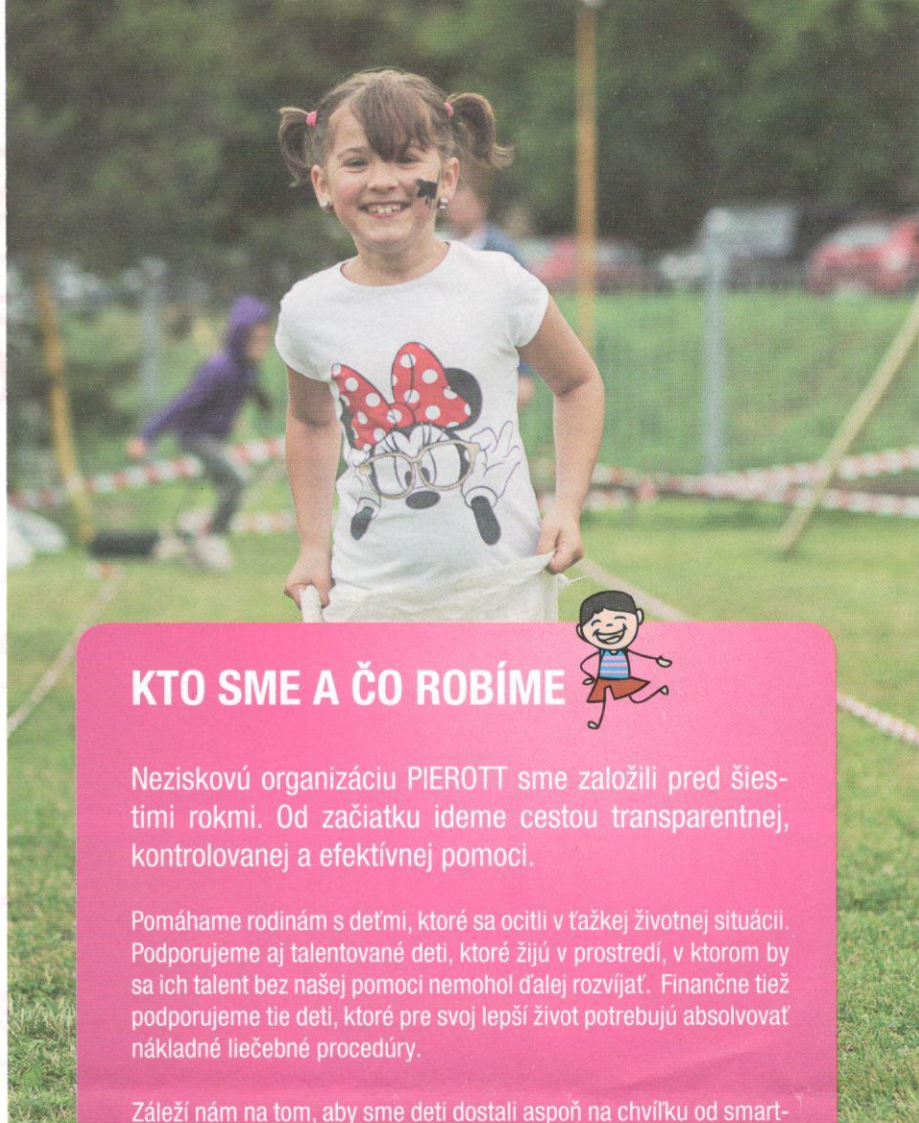 KTO SME A ČO ROBÍME
Neziskovú organizáciu PIEROTT sme založili pred šies-
timi rokmi. Od začiatku ideme cestou transparentnej,
kontrolovanej a efektívnej pomoci.
Pomáhame rodinám s deťmi, ktoré sa ocitli v ťažkej životnej situácii.
Podporujeme aj talentované deti, ktoré žijú v prostredí, v ktorom by
sa ich talent bez našej pomoci nemohol ďalej rozvíjať. Finančne tiež
podporujeme tie deti, ktoré pre svoj lepší život potrebujú absolvovať
nákladné liečebné procedúry.
Záleží nám na tom, aby sme deti dostali aspoň na chvíľku od smart-